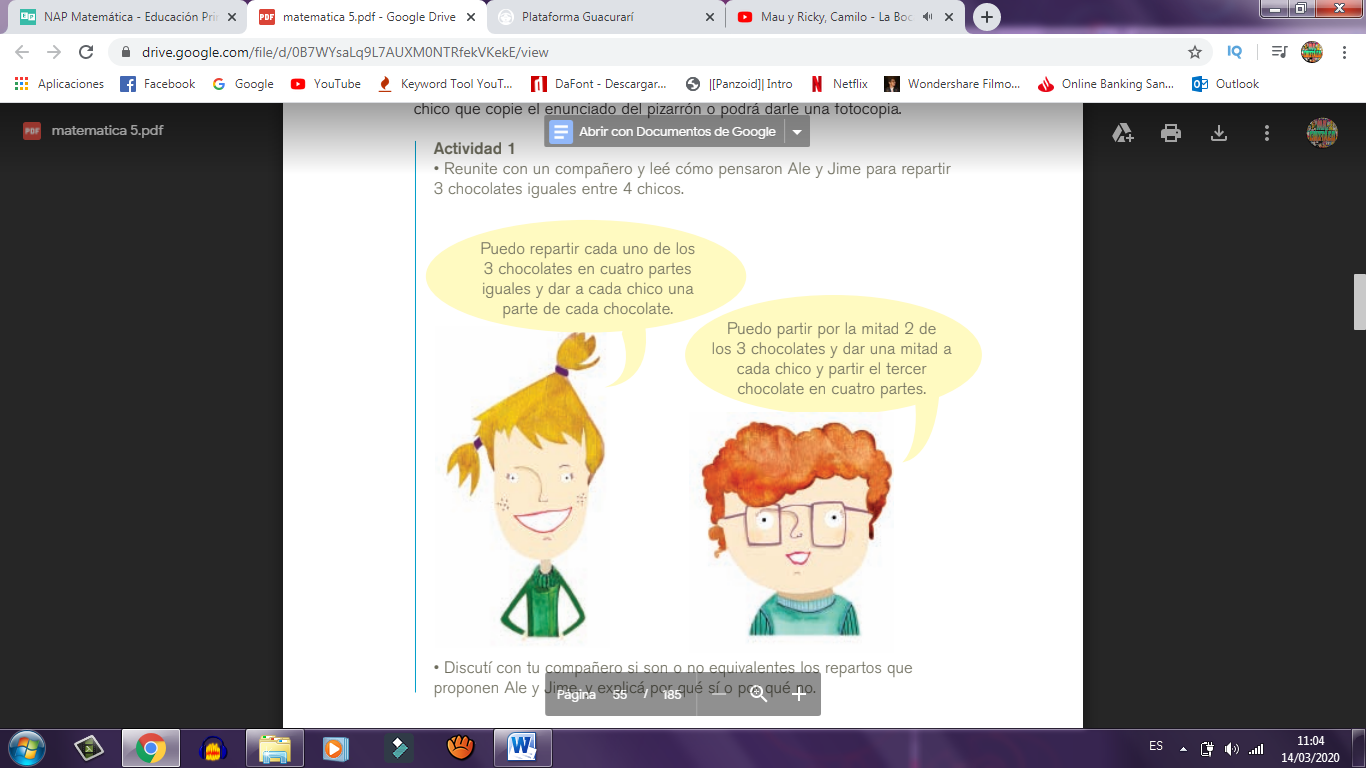 NAP Matemática - Educación Pri
matematica 5.pdf - Google Drive
Plataforma Guacurarí
Mau y Ricky, Camilo - La Boc
drive.google.com/file/d/0B7WYsaLq9L7AUXM0NTRfekVKekE/view
IQ
Aplicaciones
Facebook
Google
YouTube
Keyword Tool YouT...
DaFont - Descargar...
|[Panzoid]| Intro
Netflix
Wondershare Filmo...
Online Banking San...
Outlook
chico que copie el enunciado del pizarrón o podrá darle una fotocopia.
PDF matematica 5.pdf
Abrir con Documentos de Google
Actividad 1
• Reunite con un compañero y leé cómo pensaron Ale y Jime para repartir
3 chocolates iguales entre 4 chicos.
Puedo repartir cada uno de los
3 chocolates en cuatro partes
iguales y dar a cada chico una
parte de cada chocolate.
Puedo partir por la mitad 2 de
los 3 chocolates y dar una mitad a
cada chico y partir el tercer
chocolate en cuatro partes.
• Discutí con tu compañero si son o no equivalentes los repartos que
proponen Ale y Jime, y explicá por qué sí o por qué no.
Página 55 / 185
ES
11:04
14/03/2020